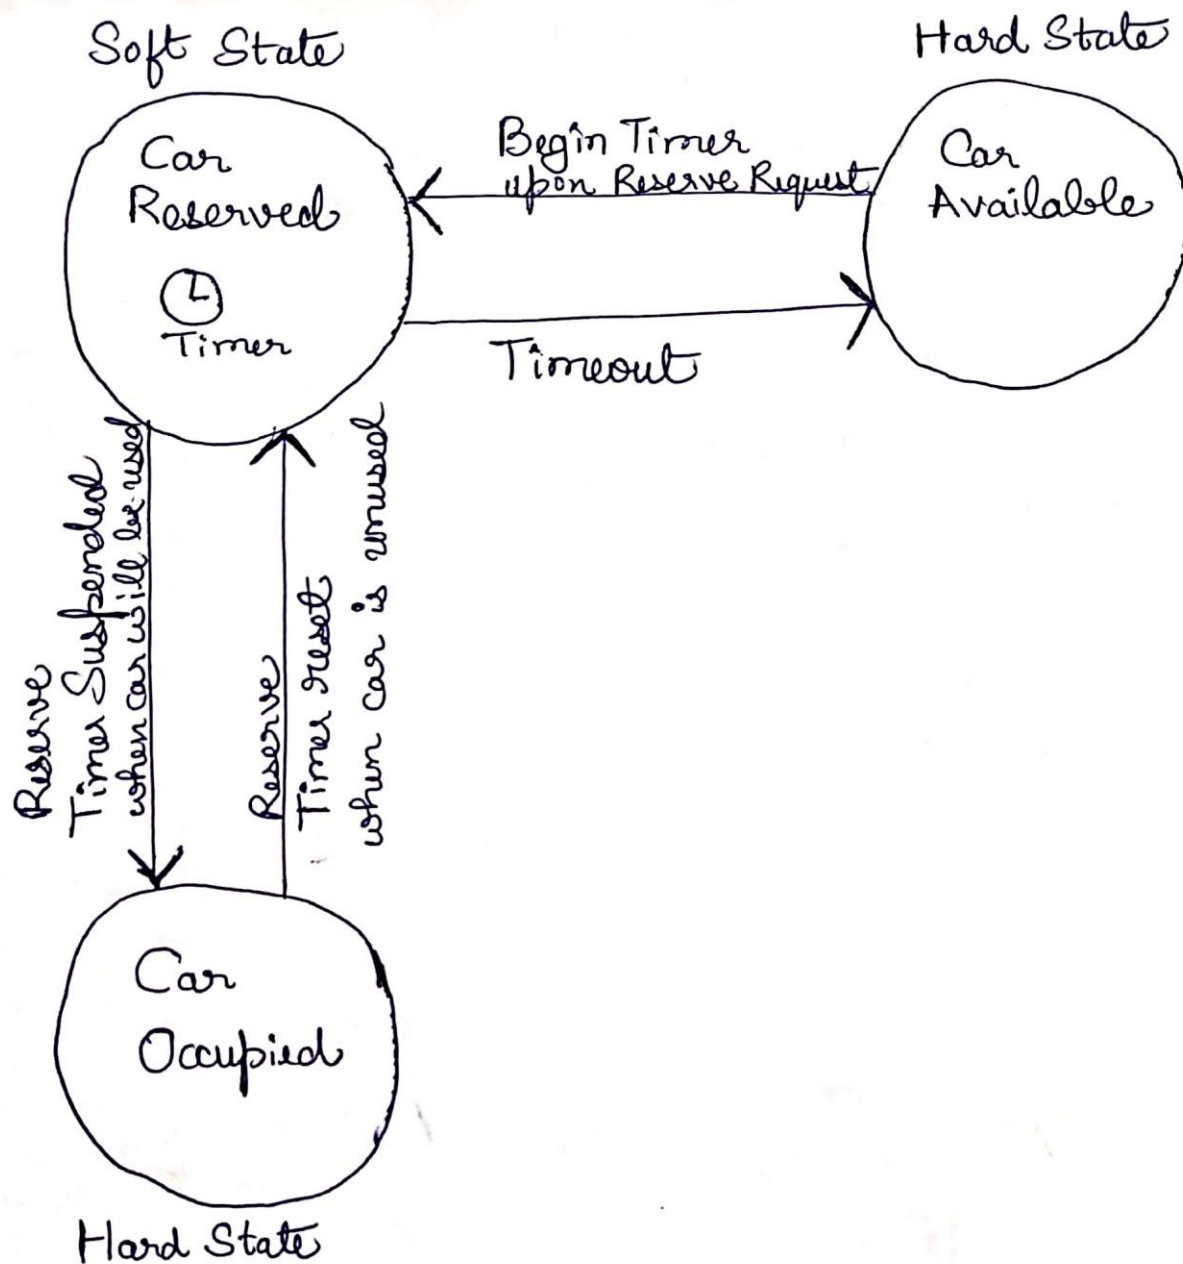 Soft State
Hard State
Car
Reserved
Timer
Begin Timer
upon Reserve Request
Car
Available
Timeout
Reserve
Timer Suspended
when car will be used
Reserve
Timer reset
when car is unused
Car
Occupied
Hard State